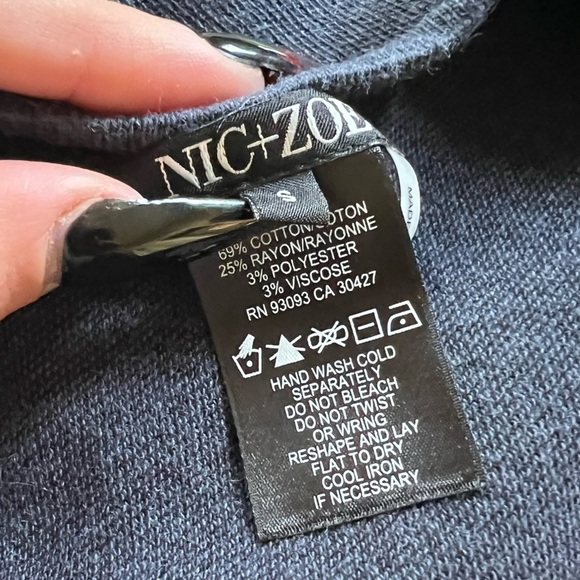 NIC+ZOE
S
MADE
69% COTTON/COTON
25% RAYON/RAYONNE
3% POLYESTER
3% VISCOSE
RN 93093 CA 30427
HAND WASH COLD
SEPARATELY
DO NOT BLEACH
DO NOT TWIST
OR WRING
RESHAPE AND LAY
FLAT TO DRY
COOL IRON
IF NECESSARY